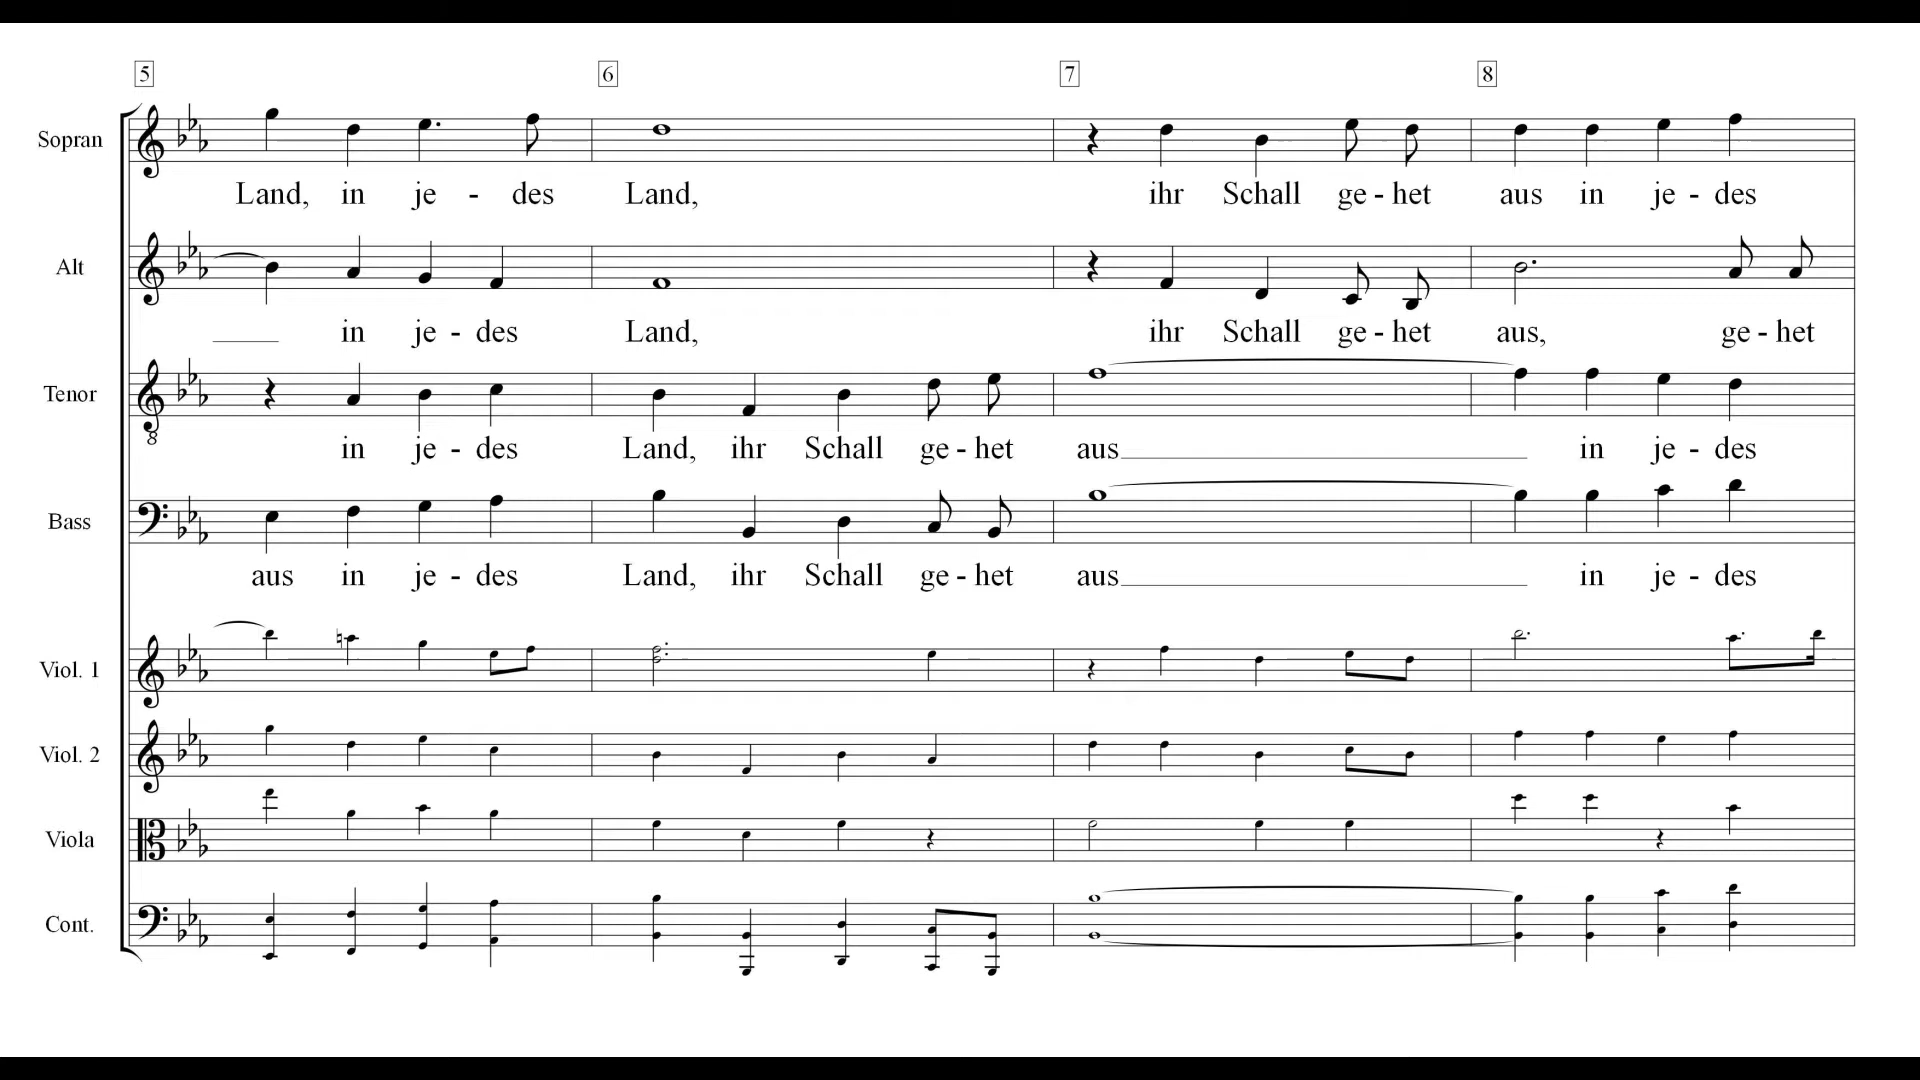 5 6 7 8
Sopran
Land, in je - des Land, ihr Schall ge - het aus in je - des
Alt
in je - des Land, ihr Schall ge - het aus, ge - het
Tenor
8
in je - des Land, ihr Schall ge - het aus in je - des
Bass
aus in je - des Land, ihr Schall ge - het aus in je - des
Viol. 1
Viol. 2
Viola
Cont.